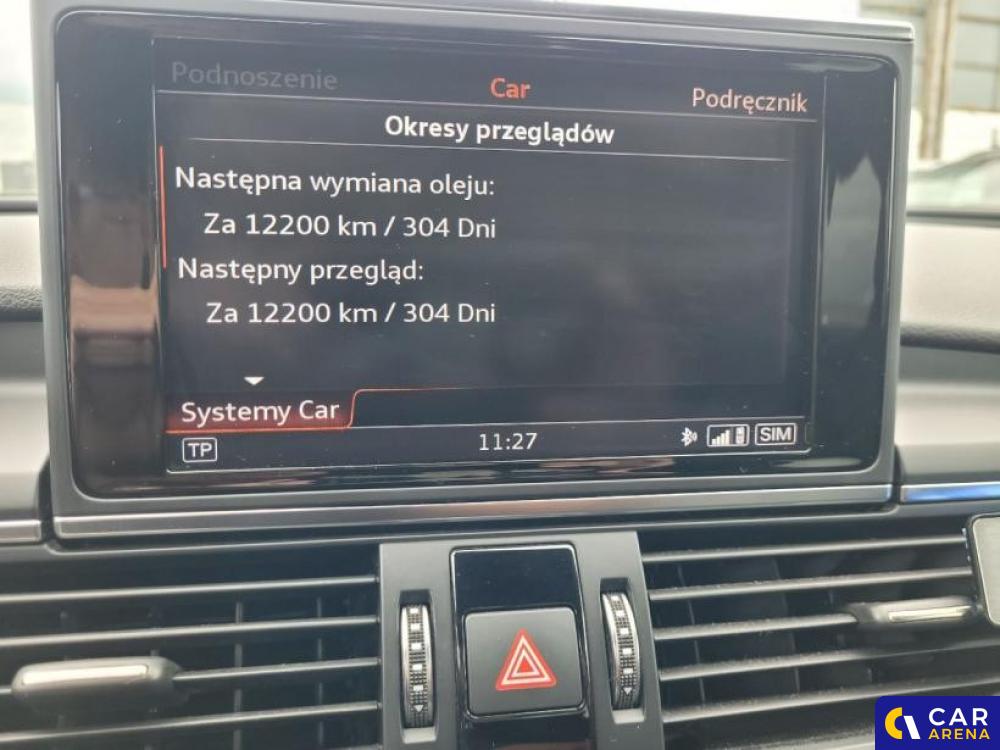 Podnoszenie
Car
Podręcznik
Okresy przeglądów
Następna wymiana oleju:
Za 12200 km / 304 Dni
Następny przegląd:
Za 12200 km / 304 Dni
Systemy Car
TP
11:27
SIM
CAR
ARENA